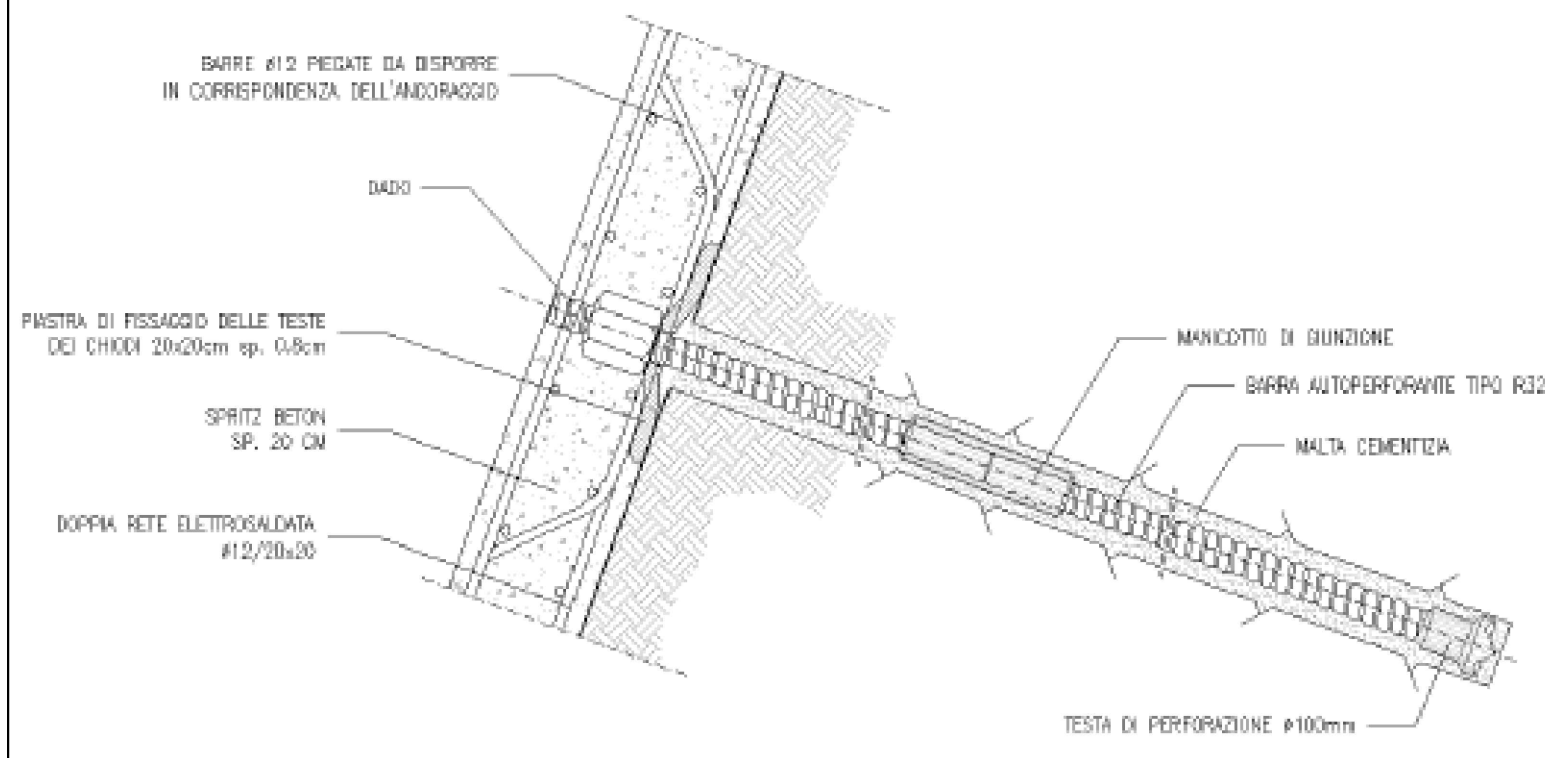 BARRE ø12 PIEGATE DA DISPORRE
IN CORRISPONDENZA DELL'ANCORAGGIO
DADO
PIASTRA DI FISSAGGIO DELLE TESTE
DEI CHIODI 20x20cm sp. 0.8cm
SPRITZ BETON
SP. 20 CM
DOPPIA RETE ELETTROSALDATA
ø12/20x20
MANICOTTO DI GIUNZIONE
BARRA AUTOPERFORANTE TIPO R32
MALTA CEMENTIZIA
TESTA DI PERFORAZIONE ø100mm